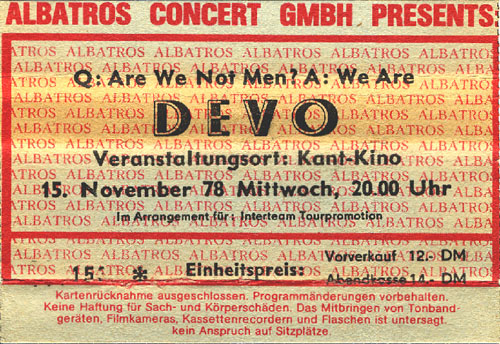 ALBATROS CONCERT GMBH PRESENTS:
Q: Are We Not Men? A: We Are
DEVO
Veranstaltungsort: Kant-Kino
15. November 78 Mittwoch, 20.00 Uhr
Im Arrangement für: Interteam Tourpromotion
151 * Einheitspreis: Vorverkauf 12.- DM
Abendkasse 14.- DM
Kartenrücknahme ausgeschlossen. Programmänderungen vorbehalten.
Keine Haftung für Sach- und Körperschäden. Das Mitbringen von Tonband-
geräten, Filmkameras, Kassettenrecordern und Flaschen ist untersagt.
kein Anspruch auf Sitzplätze.